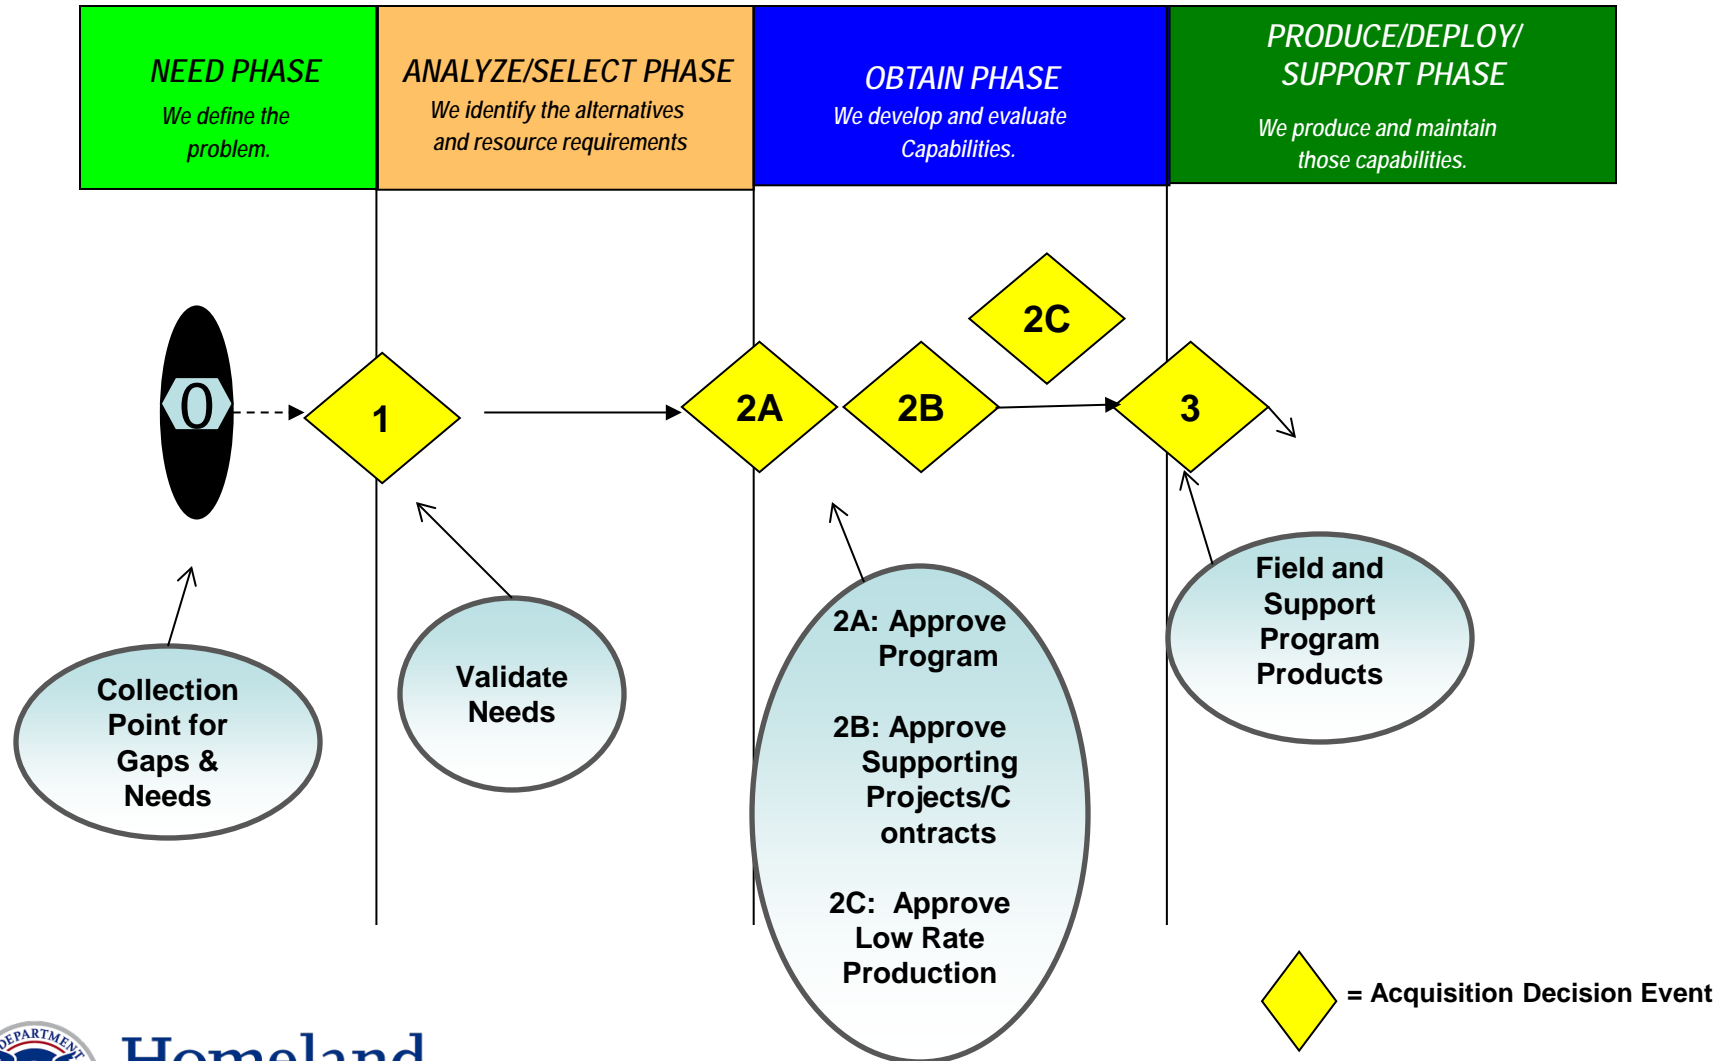 NEED PHASE
We define the
problem.
ANALYZE/SELECT PHASE
We identify the alternatives
and resource requirements
OBTAIN PHASE
We develop and evaluate
Capabilities.
PRODUCE/DEPLOY/
SUPPORT PHASE
We produce and maintain
those capabilities.
0
1
2A
2B
2C
3
Collection
Point for
Gaps &
Needs
Validate
Needs
2A: Approve
Program
2B: Approve
Supporting
Projects/C
ontracts
2C: Approve
Low Rate
Production
Field and
Support
Program
Products
= Acquisition Decision Event
DEPARTMEN
Homeland